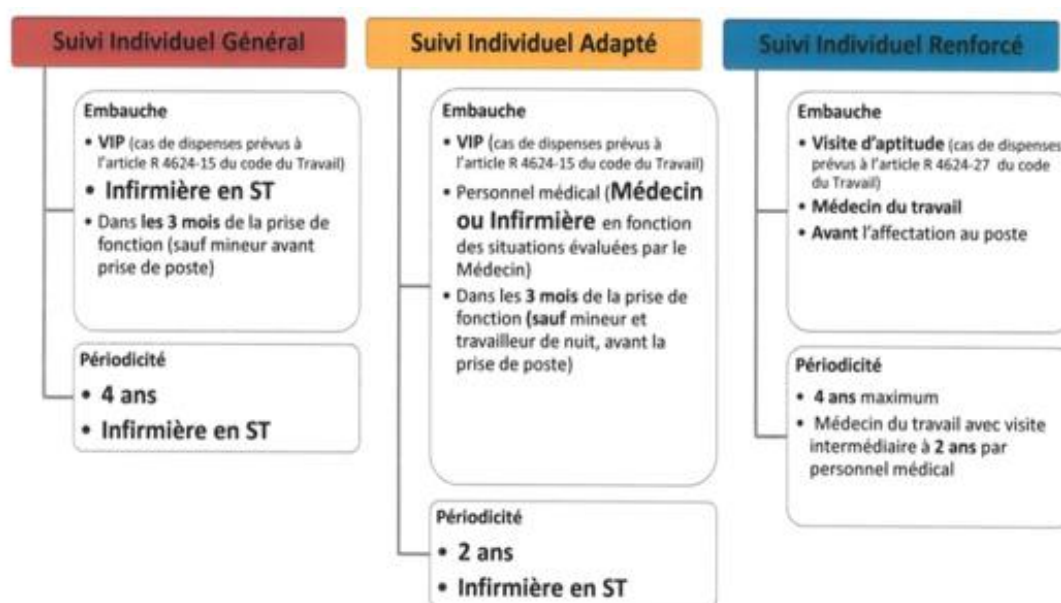 Suivi Individuel Général
Embauche
• VIP (cas de dispenses prévus à
l'article R 4624-15 du code du Travail)
• Infirmière en ST
• Dans les 3 mois de la prise de
fonction (sauf mineur avant
prise de poste)
Périodicité
• 4 ans
• Infirmière en ST
Suivi Individuel Adapté
Embauche
• VIP (cas de dispenses prévus à
l'article R 4624-15 du code du Travail)
• Personnel médical (Médecin
ou Infirmière en fonction
des situations évaluées par le
Médecin)
• Dans les 3 mois de la prise de
fonction (sauf mineur et
travailleur de nuit, avant la
prise de poste)
Périodicité
• 2 ans
• Infirmière en ST
Suivi Individuel Renforcé
Embauche
• Visite d'aptitude (cas de dispenses
prévus à l'article R 4624-27 du code
du Travail)
• Médecin du travail
• Avant l'affectation au poste
Périodicité
• 4 ans maximum
• Médecin du travail avec visite
intermédiaire à 2 ans par
personnel médical